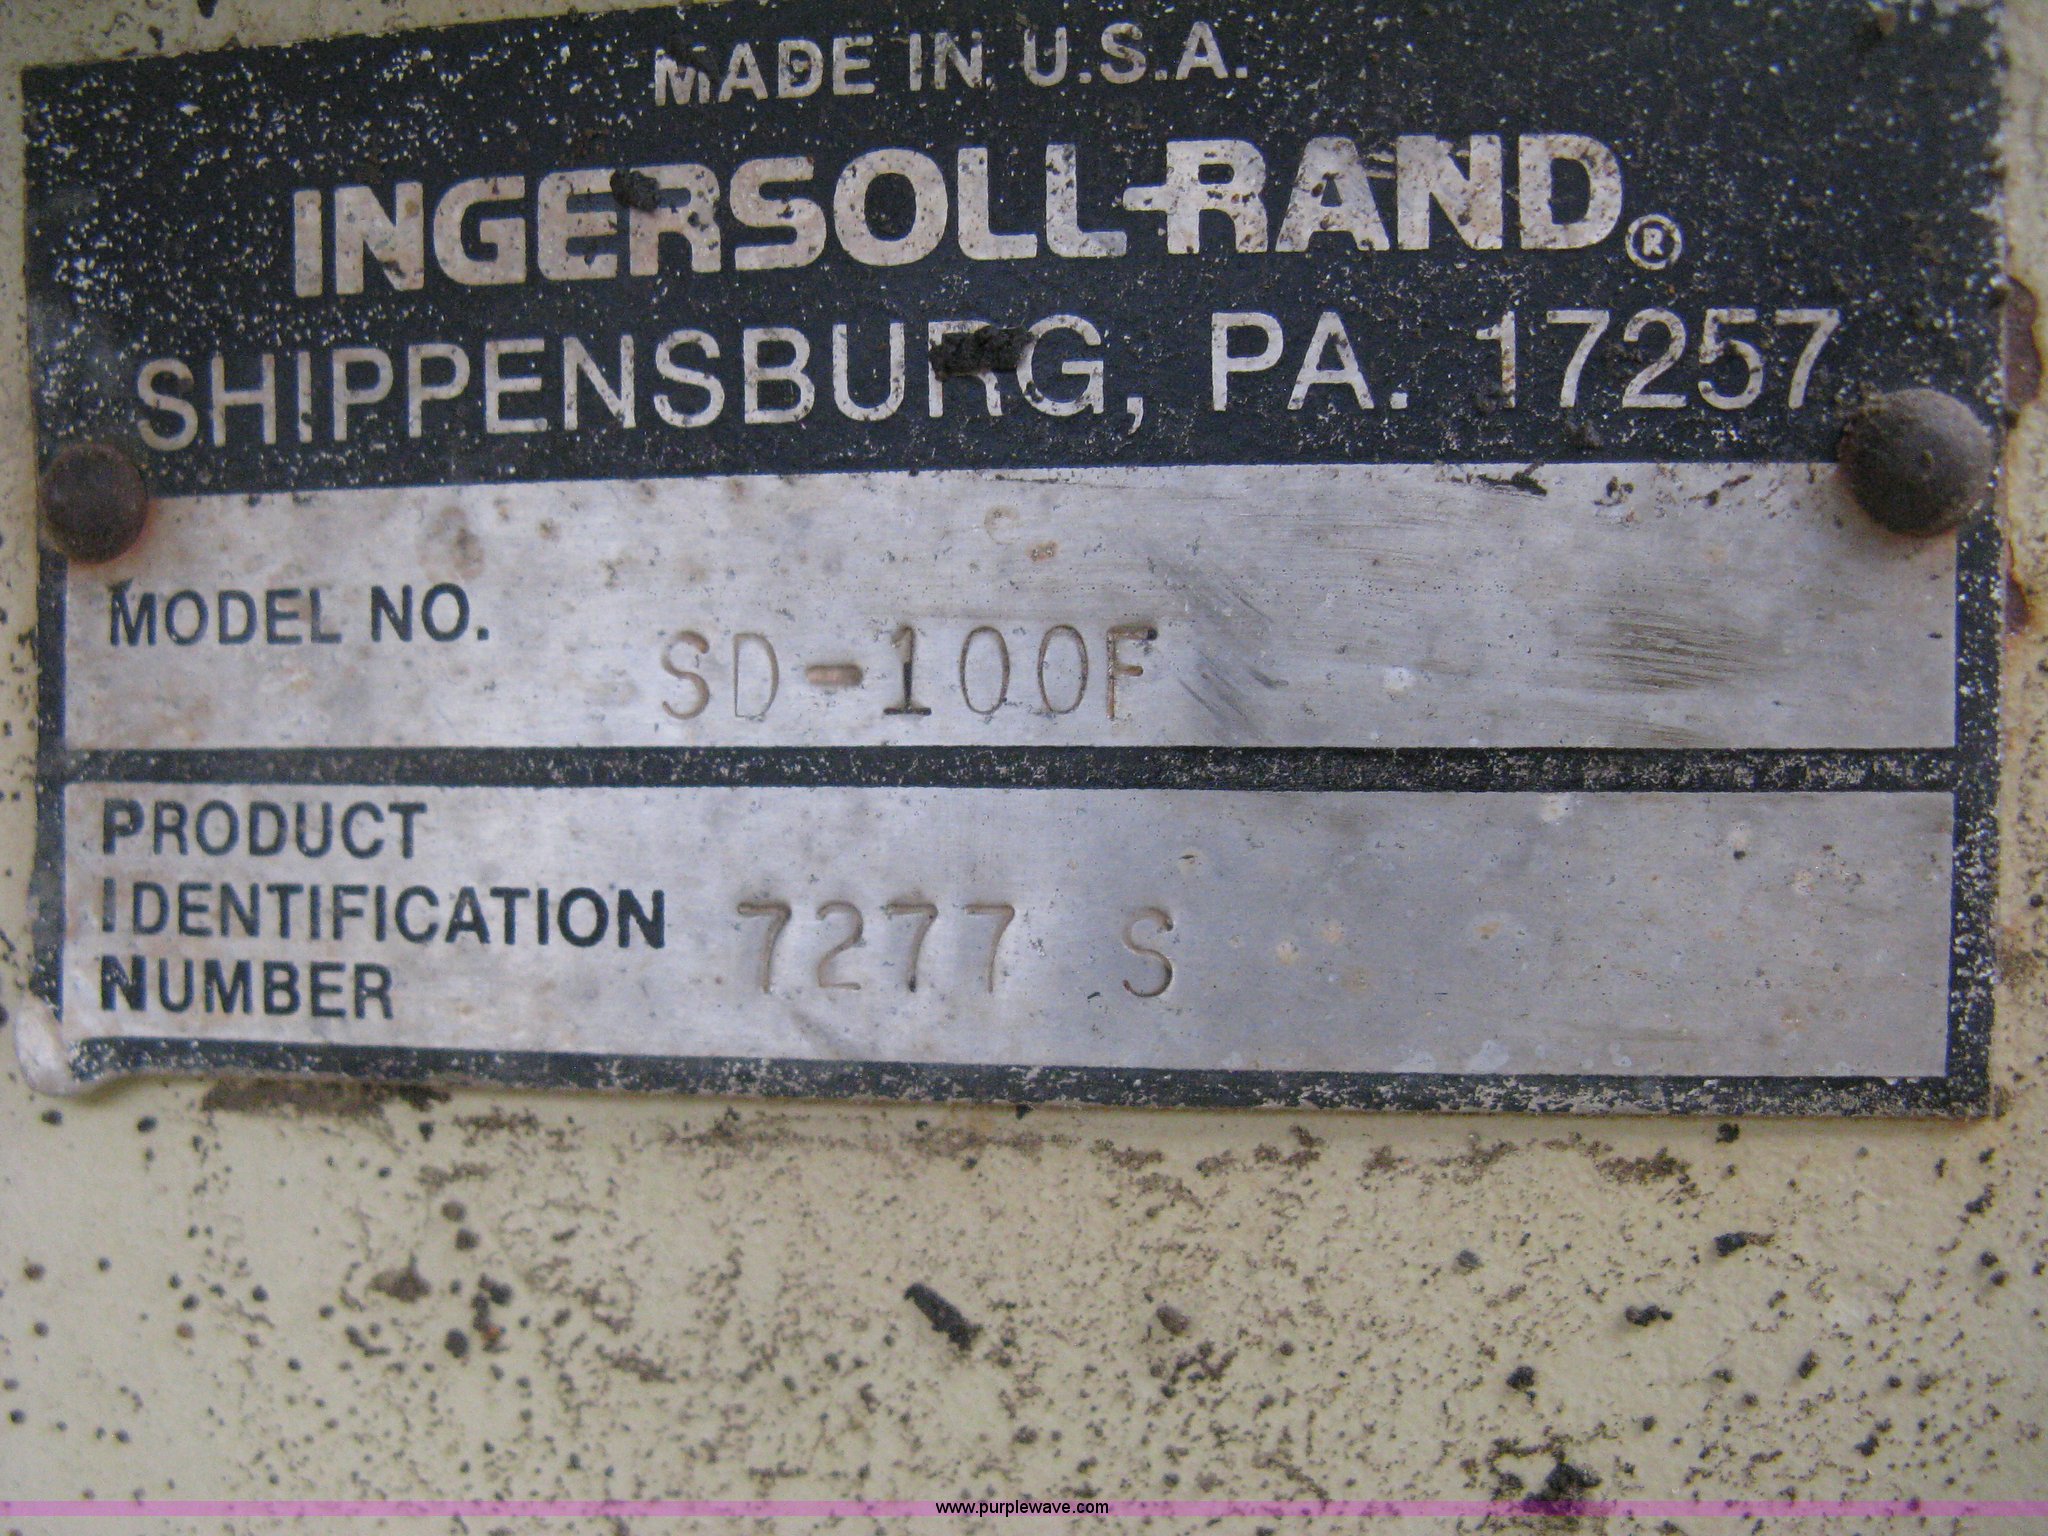 MADE IN U.S.A.
INGERSOLL-RAND®
SHIPPENSBURG, PA. 17257
MODEL NO. SD-100F
PRODUCT
IDENTIFICATION 7277 S
NUMBER
www.purplewave.com